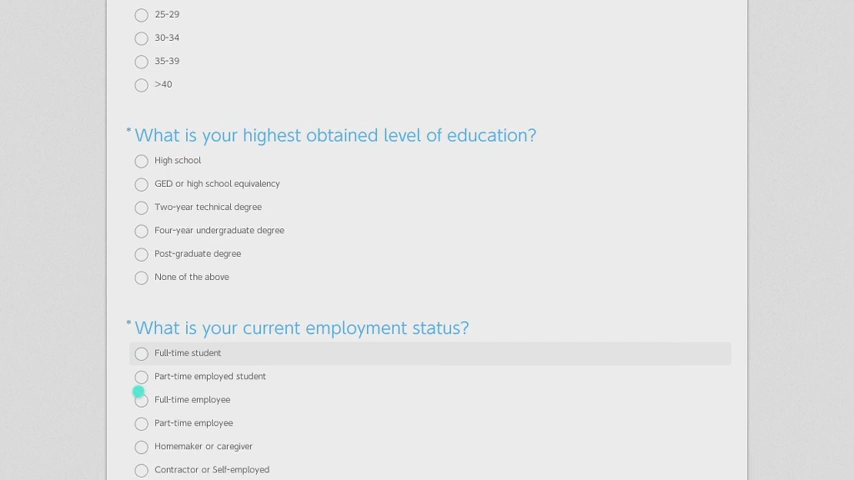 25-29
30-34
35-39
>40
* What is your highest obtained level of education?
High school
GED or high school equivalency
Two-year technical degree
Four-year undergraduate degree
Post-graduate degree
None of the above
* What is your current employment status?
Full-time student
Part-time employed student
Full-time employee
Part-time employee
Homemaker or caregiver
Contractor or Self-employed